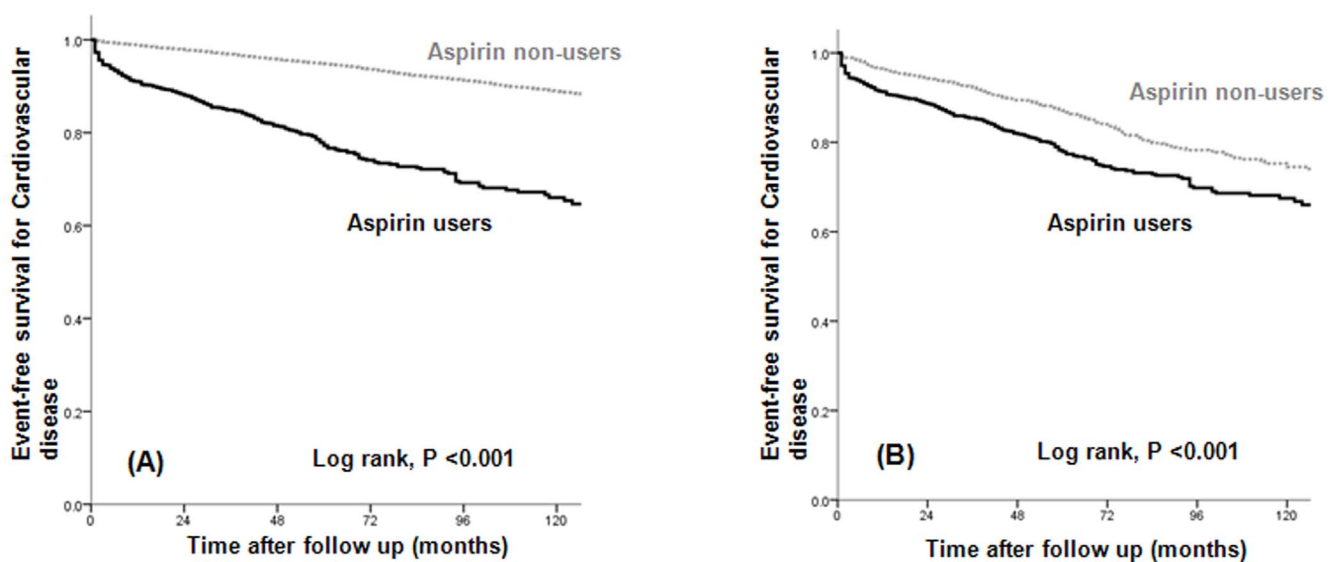 Event-free survival for Cardiovascular
disease
1.0
0.8
0.6
0.4
0.2
0.0
Aspirin non-users
Aspirin users
(A)
Log rank, P <0.001
0 24 48 72 96 120
Time after follow up (months)
Event-free survival for Cardiovascular
disease
1.0
0.8
0.6
0.4
0.2
0.0
Aspirin non-users
Aspirin users
(B)
Log rank, P <0.001
0 24 48 72 96 120
Time after follow up (months)